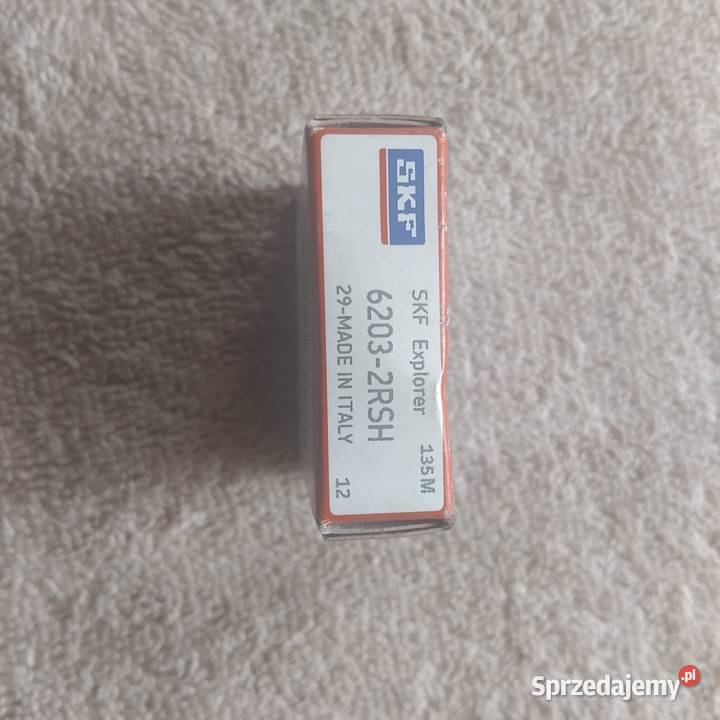 SKF
SKF Explorer 135M
6203-2RSH
29-MADE IN ITALY 12
Sprzedajemy.pl